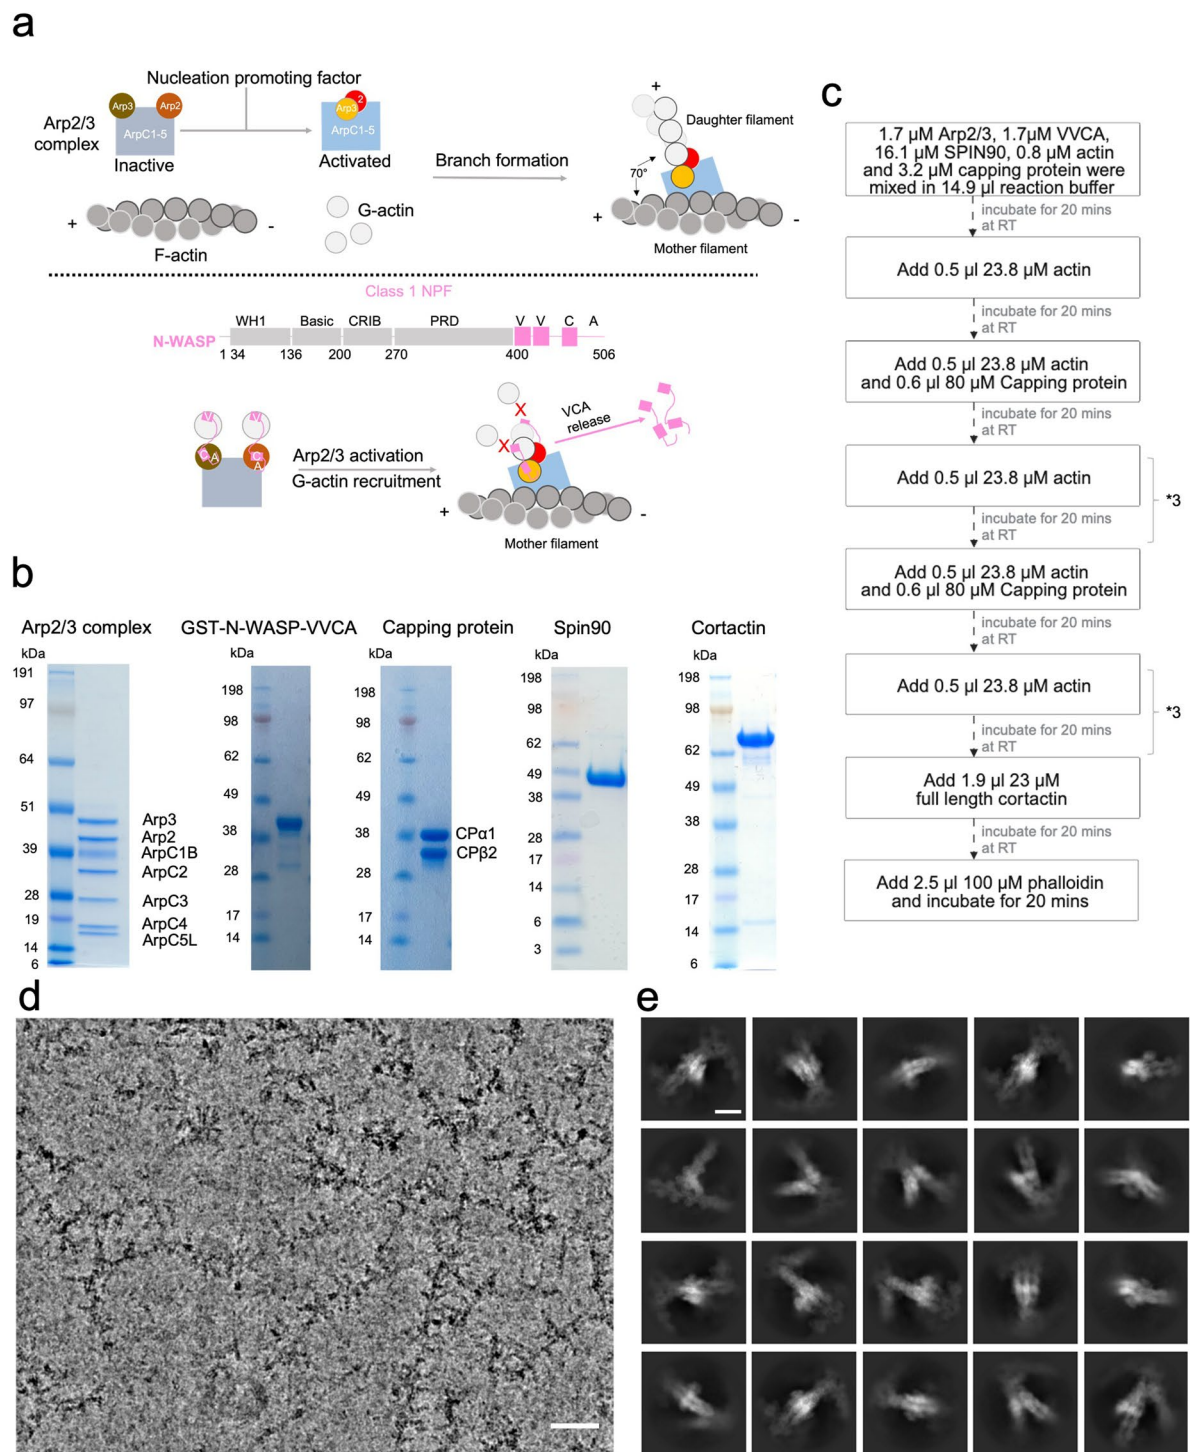 a
Nucleation promoting factor
Arp3
Arp2
Arp3
2
Arp2/3
complex
ArpC1-5
ArpC1-5
Inactive
Activated
Branch formation
+
Daughter filament
70°
G-actin
+
-
F-actin
+
-
Mother filament
Class 1 NPF
WH1
Basic
CRIB
PRD
V
V
C
A
N-WASP
1 34
136
200
270
400
506
V
V
C
A
C
A
Arp2/3 activation
G-actin recruitment
X
X
VCA
release
+
-
Mother filament
b
Arp2/3 complex
kDa
191
97
64
51
39
28
19
14
6
Arp3
Arp2
ArpC1B
ArpC2
ArpC3
ArpC4
ArpC5L
GST-N-WASP-VVCA
kDa
198
98
62
49
38
28
17
14
Capping protein
kDa
198
98
62
49
38
28
17
14
CPα1
CPβ2
Spin90
kDa
198
98
62
49
38
28
17
14
6
3
Cortactin
kDa
198
98
62
49
38
28
17
14
6
c
1.7 µM Arp2/3, 1.7µM VVCA,
16.1 µM SPIN90, 0.8 µM actin
and 3.2 µM capping protein were
mixed in 14.9 µl reaction buffer
incubate for 20 mins
at RT
Add 0.5 µl 23.8 µM actin
incubate for 20 mins
at RT
Add 0.5 µl 23.8 µM actin
and 0.6 µl 80 µM Capping protein
incubate for 20 mins
at RT
Add 0.5 µl 23.8 µM actin
incubate for 20 mins
at RT
*3
Add 0.5 µl 23.8 µM actin
and 0.6 µl 80 µM Capping protein
incubate for 20 mins
at RT
Add 0.5 µl 23.8 µM actin
incubate for 20 mins
at RT
*3
Add 1.9 µl 23 µM
full length cortactin
incubate for 20 mins
at RT
Add 2.5 µl 100 µM phalloidin
and incubate for 20 mins
d
e